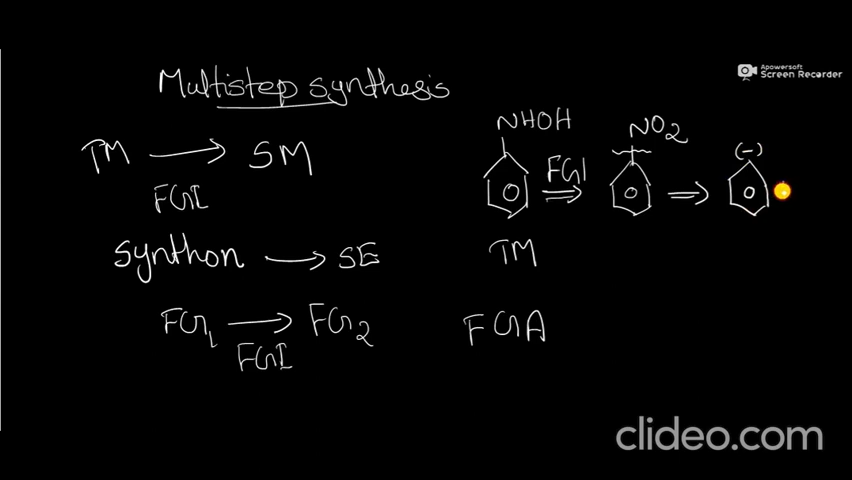 Apowersoft
Screen Recorder
Multistep synthesis
TM ⟶ SM
FGI
Synthon ⟶ SE
FG1 ⟶ FG2
FGI
NHOH
FGI
NO2
(-)
TM
FGA
clideo.com